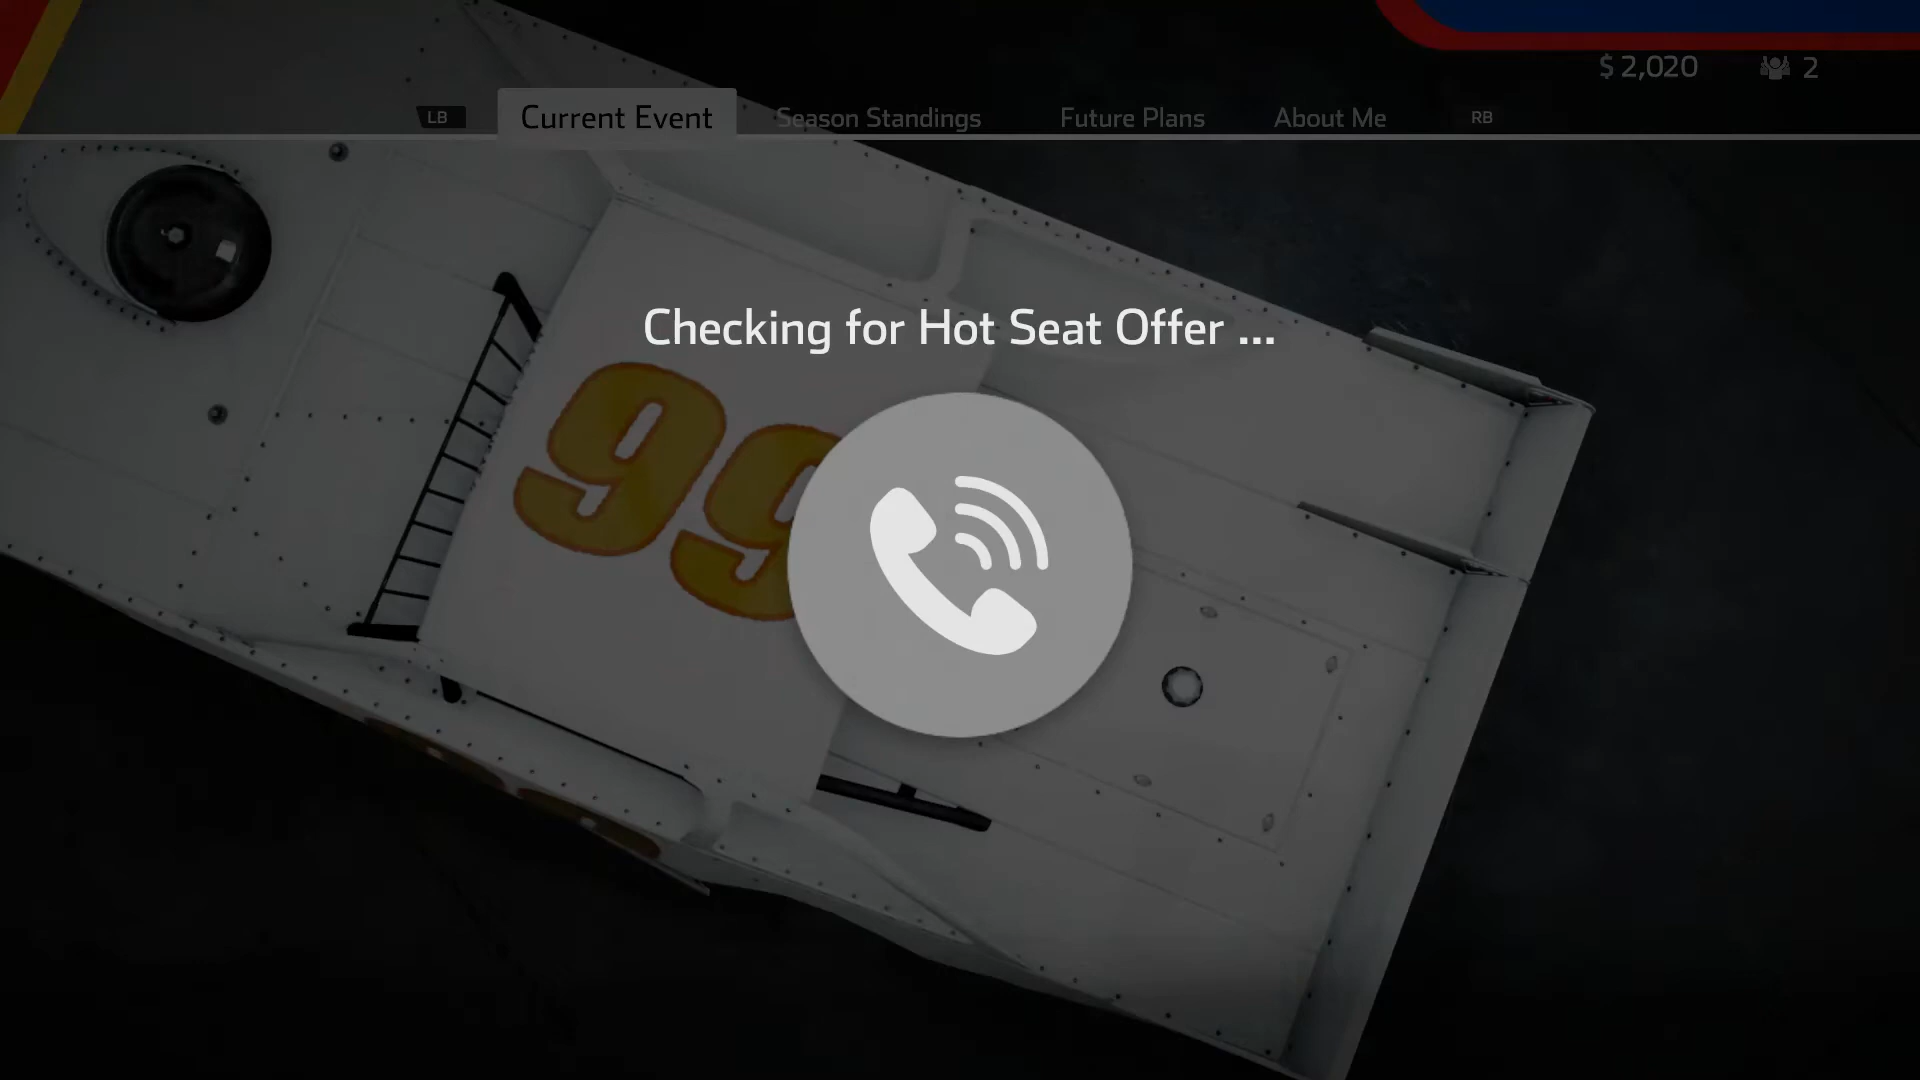 $ 2,020 2
LB Current Event Season Standings Future Plans About Me RB
Checking for Hot Seat Offer ...
99